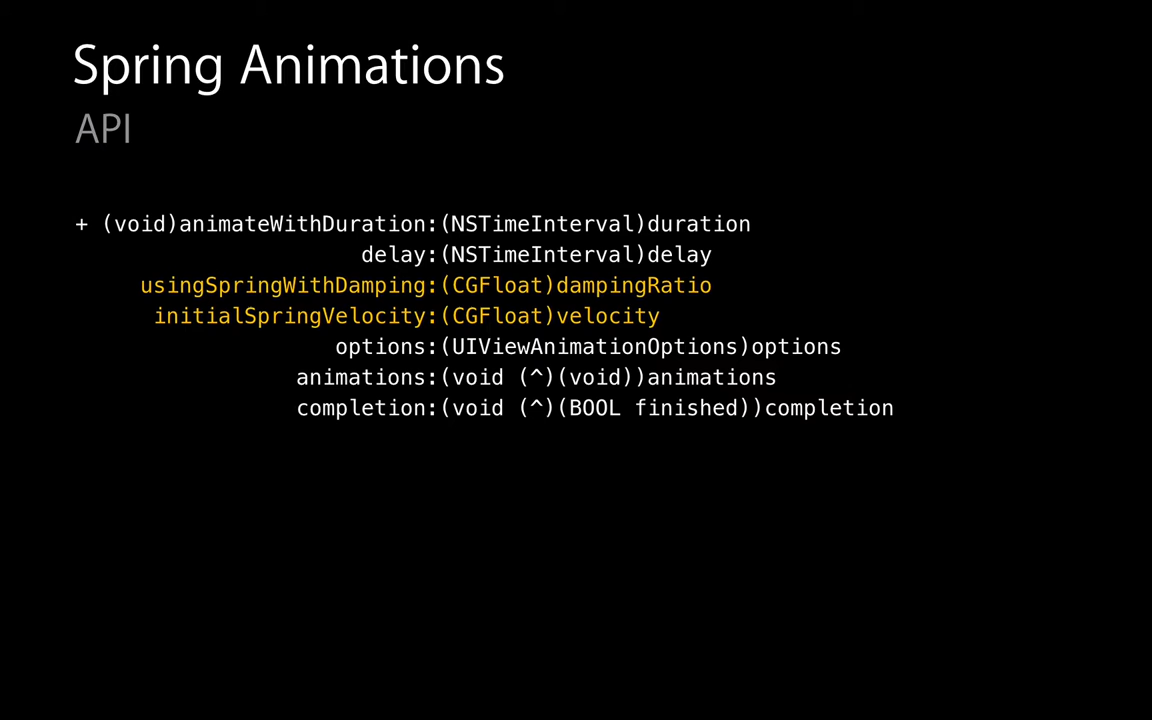 Spring Animations
API
+ (void)animateWithDuration:(NSTimeInterval)duration
delay:(NSTimeInterval)delay
usingSpringWithDamping:(CGFloat)dampingRatio
initialSpringVelocity:(CGFloat)velocity
options:(UIViewAnimationOptions)options
animations:(void (^)(void))animations
completion:(void (^)(BOOL finished))completion